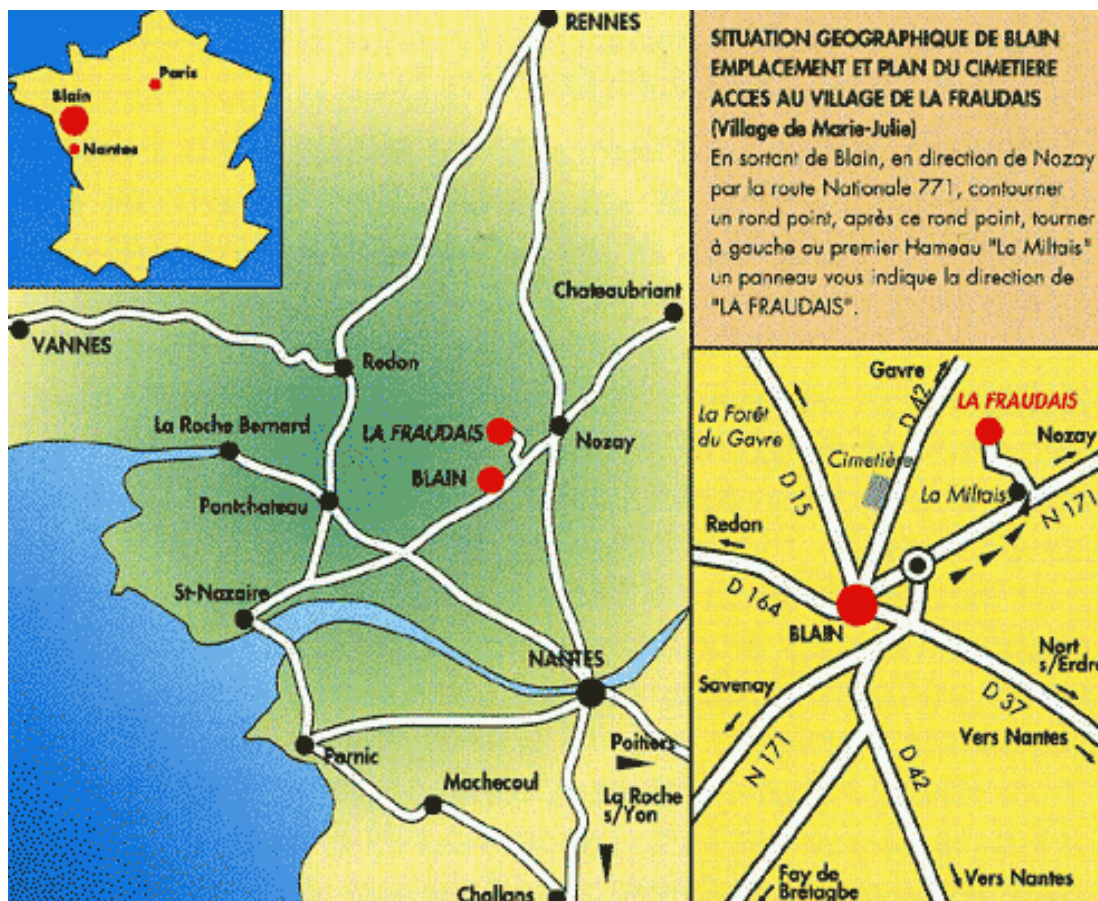 Paris
Blain
Nantes
RENNES
Chateaubriant
VANNES
Redon
La Roche Bernard
LA FRAUDAIS
Nozay
BLAIN
Pontchateau
St-Nazaire
NANTES
Pornic
Poitiers
Machecoul
La Roche
s/Yon
Challans
SITUATION GEOGRAPHIQUE DE BLAIN
EMPLACEMENT ET PLAN DU CIMETIERE
ACCES AU VILLAGE DE LA FRAUDAIS
(Village de Marie-Julie)
En sortant de Blain, en direction de Nozay
par la route Nationale 771, contourner
un rond point, après ce rond point, tourner
à gauche au premier Hameau "La Miltais"
un panneau vous indique la direction de
"LA FRAUDAIS".
Gavre
D 42
La Forêt
du Gavre
LA FRAUDAIS
Nozay
Cimetière
La Miltais
D 15
N 171
Redon
D 164
BLAIN
Nort
s/Erdre
Savenay
D 37
N 171
Vers Nantes
D 42
Fay de
Bretagbe
Vers Nantes